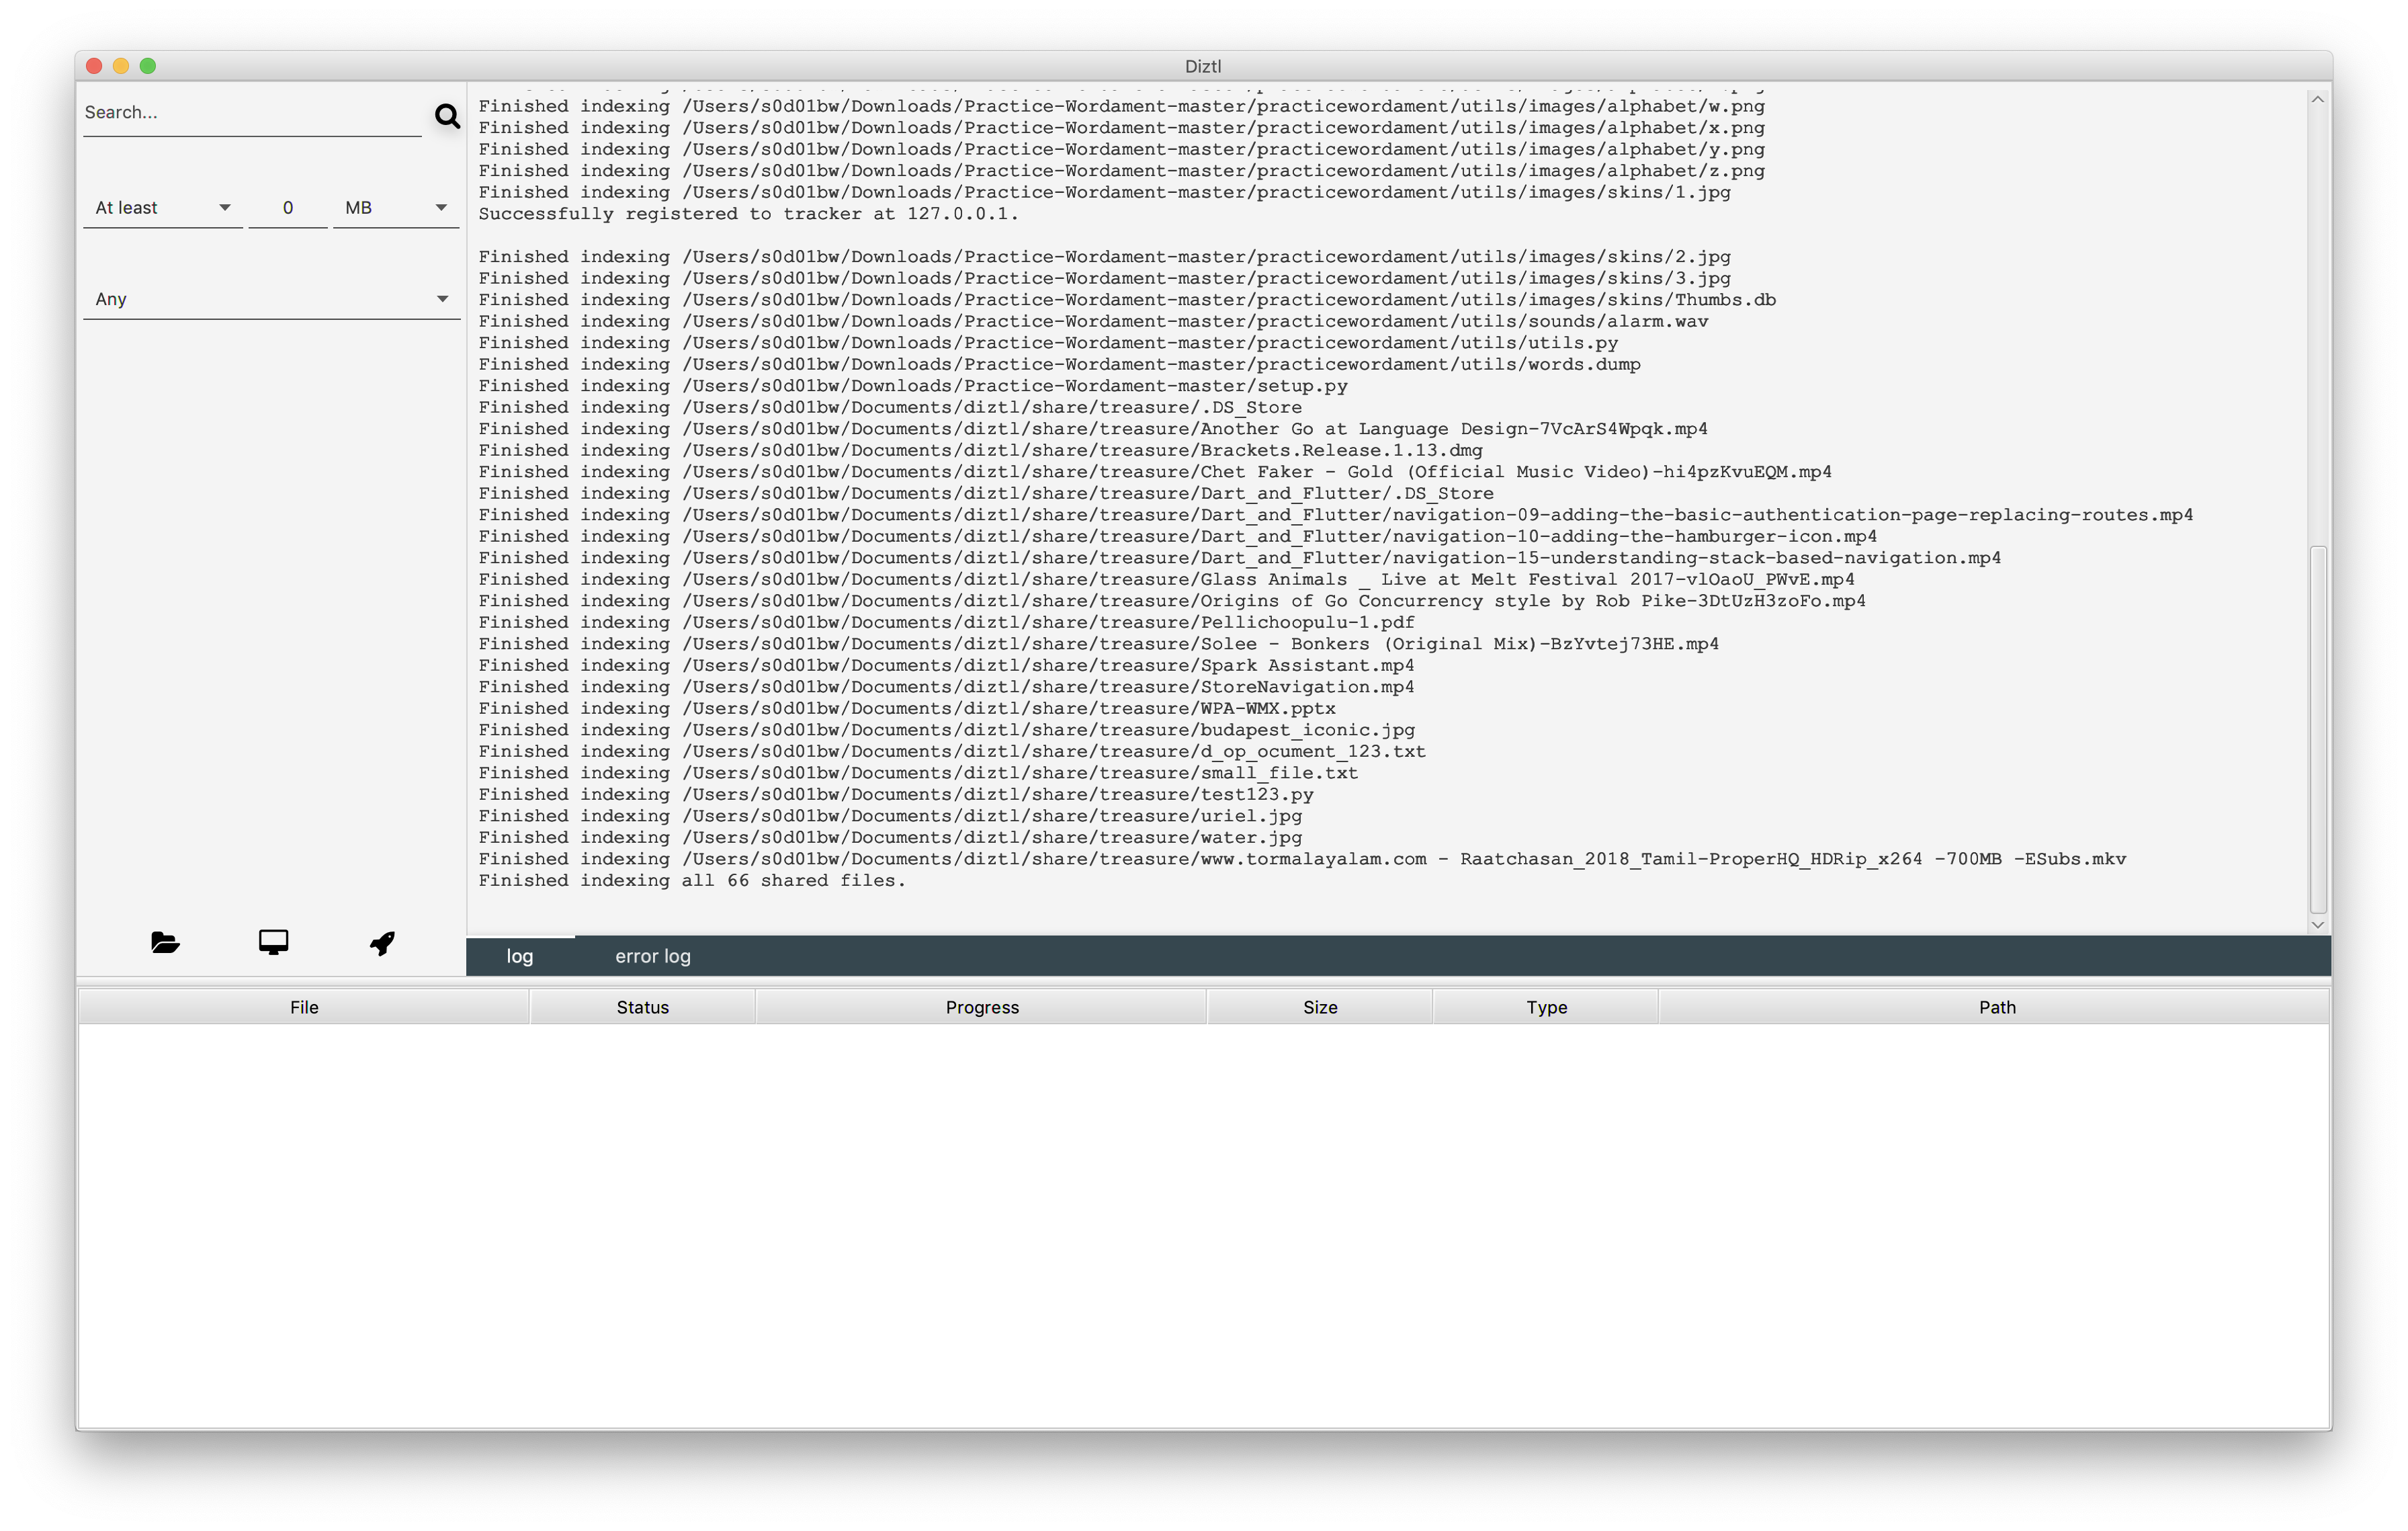 Diztl
Search...
At least 0 MB
Any
Finished indexing /Users/s0d01bw/Downloads/Practice-Wordament-master/practicewordament/utils/images/alphabet/w.png
Finished indexing /Users/s0d01bw/Downloads/Practice-Wordament-master/practicewordament/utils/images/alphabet/x.png
Finished indexing /Users/s0d01bw/Downloads/Practice-Wordament-master/practicewordament/utils/images/alphabet/y.png
Finished indexing /Users/s0d01bw/Downloads/Practice-Wordament-master/practicewordament/utils/images/alphabet/z.png
Finished indexing /Users/s0d01bw/Downloads/Practice-Wordament-master/practicewordament/utils/images/skins/1.jpg
Successfully registered to tracker at 127.0.0.1.
Finished indexing /Users/s0d01bw/Downloads/Practice-Wordament-master/practicewordament/utils/images/skins/2.jpg
Finished indexing /Users/s0d01bw/Downloads/Practice-Wordament-master/practicewordament/utils/images/skins/3.jpg
Finished indexing /Users/s0d01bw/Downloads/Practice-Wordament-master/practicewordament/utils/images/skins/Thumbs.db
Finished indexing /Users/s0d01bw/Downloads/Practice-Wordament-master/practicewordament/utils/sounds/alarm.wav
Finished indexing /Users/s0d01bw/Downloads/Practice-Wordament-master/practicewordament/utils/utils.py
Finished indexing /Users/s0d01bw/Downloads/Practice-Wordament-master/practicewordament/utils/words.dump
Finished indexing /Users/s0d01bw/Downloads/Practice-Wordament-master/setup.py
Finished indexing /Users/s0d01bw/Documents/diztl/share/treasure/.DS_Store
Finished indexing /Users/s0d01bw/Documents/diztl/share/treasure/Another Go at Language Design-7VcArS4Wpqk.mp4
Finished indexing /Users/s0d01bw/Documents/diztl/share/treasure/Brackets.Release.1.13.dmg
Finished indexing /Users/s0d01bw/Documents/diztl/share/treasure/Chet Faker - Gold (Official Music Video)-hi4pzKvuEQM.mp4
Finished indexing /Users/s0d01bw/Documents/diztl/share/treasure/Dart_and_Flutter/.DS_Store
Finished indexing /Users/s0d01bw/Documents/diztl/share/treasure/Dart_and_Flutter/navigation-09-adding-the-basic-authentication-page-replacing-routes.mp4
Finished indexing /Users/s0d01bw/Documents/diztl/share/treasure/Dart_and_Flutter/navigation-10-adding-the-hamburger-icon.mp4
Finished indexing /Users/s0d01bw/Documents/diztl/share/treasure/Dart_and_Flutter/navigation-15-understanding-stack-based-navigation.mp4
Finished indexing /Users/s0d01bw/Documents/diztl/share/treasure/Glass Animals _ Live at Melt Festival 2017-vlOaoU_PWvE.mp4
Finished indexing /Users/s0d01bw/Documents/diztl/share/treasure/Origins of Go Concurrency style by Rob Pike-3DtUzH3zoFo.mp4
Finished indexing /Users/s0d01bw/Documents/diztl/share/treasure/Pellichoopulu-1.pdf
Finished indexing /Users/s0d01bw/Documents/diztl/share/treasure/Solee - Bonkers (Original Mix)-BzYvtej73HE.mp4
Finished indexing /Users/s0d01bw/Documents/diztl/share/treasure/Spark Assistant.mp4
Finished indexing /Users/s0d01bw/Documents/diztl/share/treasure/StoreNavigation.mp4
Finished indexing /Users/s0d01bw/Documents/diztl/share/treasure/WPA-WMX.pptx
Finished indexing /Users/s0d01bw/Documents/diztl/share/treasure/budapest_iconic.jpg
Finished indexing /Users/s0d01bw/Documents/diztl/share/treasure/d_op_ocument_123.txt
Finished indexing /Users/s0d01bw/Documents/diztl/share/treasure/small_file.txt
Finished indexing /Users/s0d01bw/Documents/diztl/share/treasure/test123.py
Finished indexing /Users/s0d01bw/Documents/diztl/share/treasure/uriel.jpg
Finished indexing /Users/s0d01bw/Documents/diztl/share/treasure/water.jpg
Finished indexing /Users/s0d01bw/Documents/diztl/share/treasure/www.tormalayalam.com - Raatchasan_2018_Tamil-ProperHQ_HDRip_x264 -700MB -ESubs.mkv
Finished indexing all 66 shared files.
log error log
File Status Progress Size Type Path